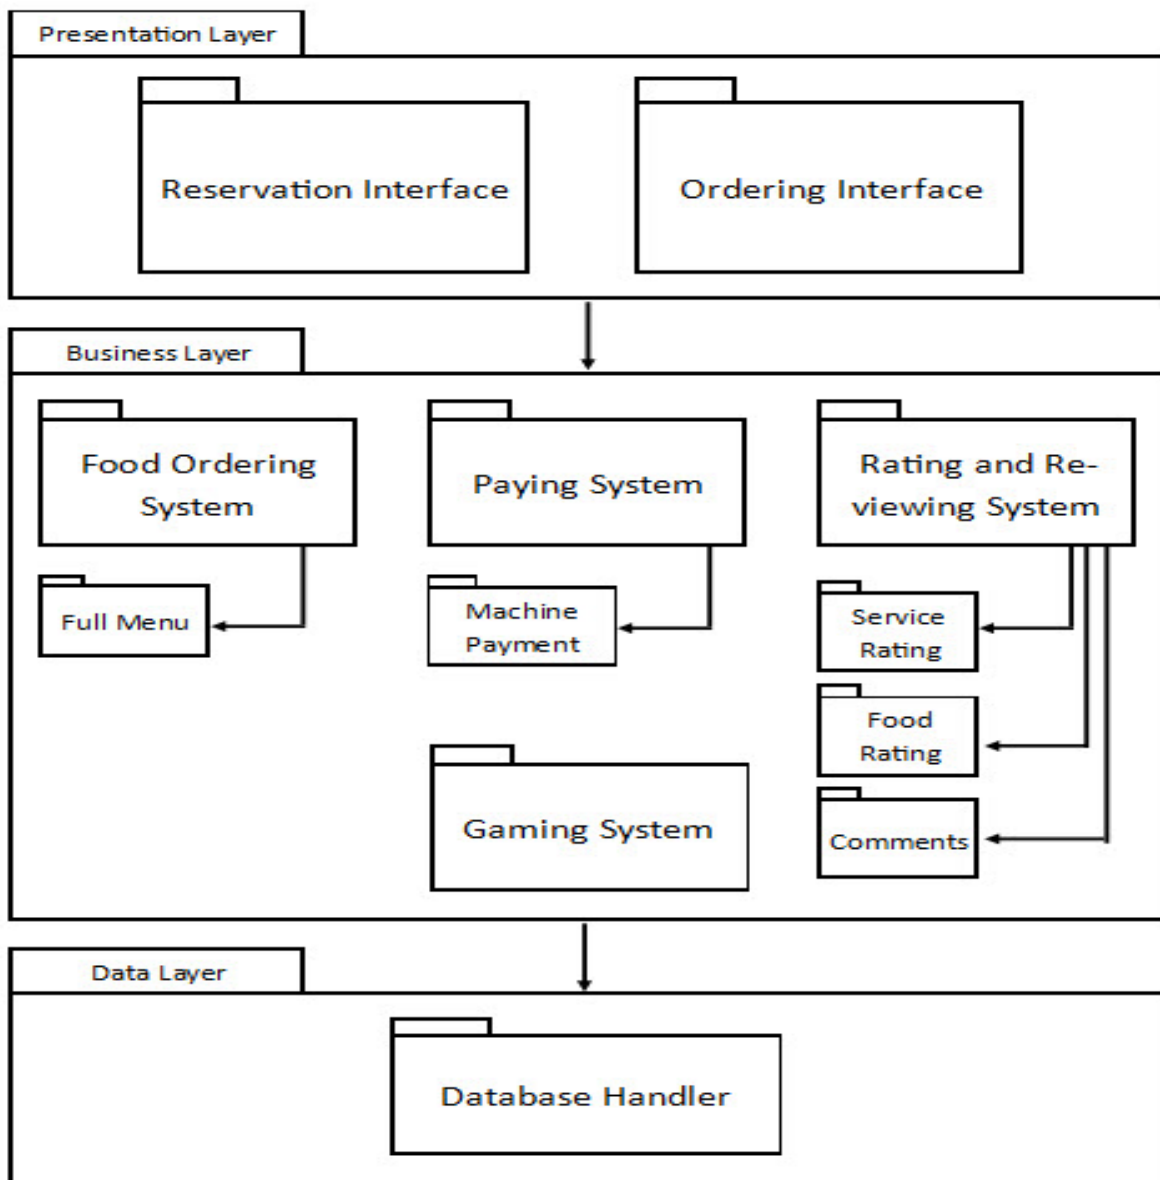 Presentation Layer
Reservation Interface
Ordering Interface
Business Layer
Food Ordering
System
Paying System
Rating and Re-
viewing System
Full Menu
Machine
Payment
Service
Rating
Food
Rating
Gaming System
Comments
Data Layer
Database Handler